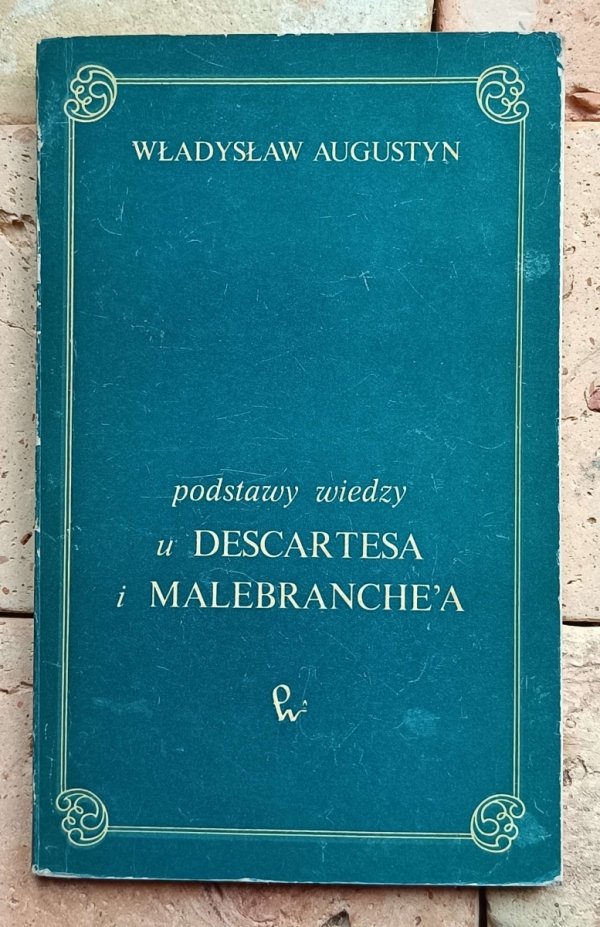 WŁADYSŁAW AUGUSTYN
podstawy wiedzy
u DESCARTESA
i MALEBRANCHE'A